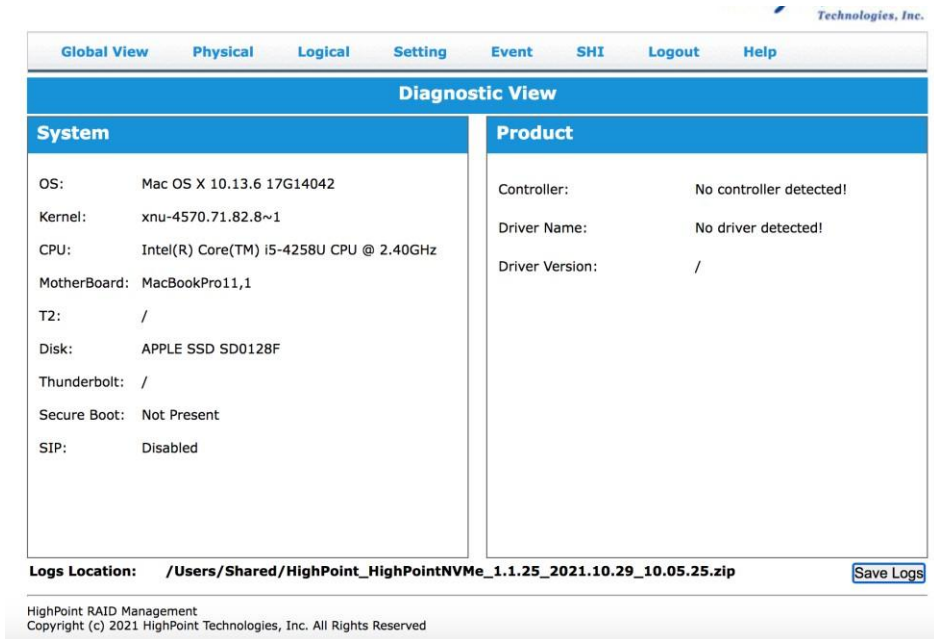 Technologies, Inc.
Global View Physical Logical Setting Event SHI Logout Help
Diagnostic View
System
OS: Mac OS X 10.13.6 17G14042
Kernel: xnu-4570.71.82.8~1
CPU: Intel(R) Core(TM) i5-4258U CPU @ 2.40GHz
MotherBoard: MacBookPro11,1
T2: /
Disk: APPLE SSD SD0128F
Thunderbolt: /
Secure Boot: Not Present
SIP: Disabled
Product
Controller: No controller detected!
Driver Name: No driver detected!
Driver Version: /
Logs Location: /Users/Shared/HighPoint_HighPointNVMe_1.1.25_2021.10.29_10.05.25.zip
Save Logs
HighPoint RAID Management
Copyright (c) 2021 HighPoint Technologies, Inc. All Rights Reserved